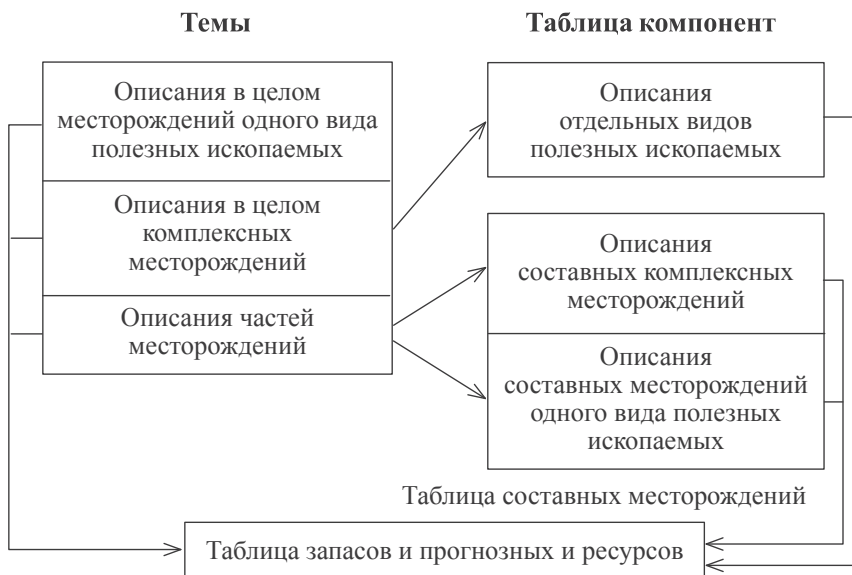 Темы
Описания в целом
месторождений одного вида
полезных ископаемых
Описания в целом
комплексных
месторождений
Описания частей
месторождений
Таблица компонент
Описания
отдельных видов
полезных ископаемых
Описания
составных комплексных
месторождений
Описания
составных месторождений
одного вида полезных
ископаемых
Таблица составных месторождений
Таблица запасов и прогнозных и ресурсов